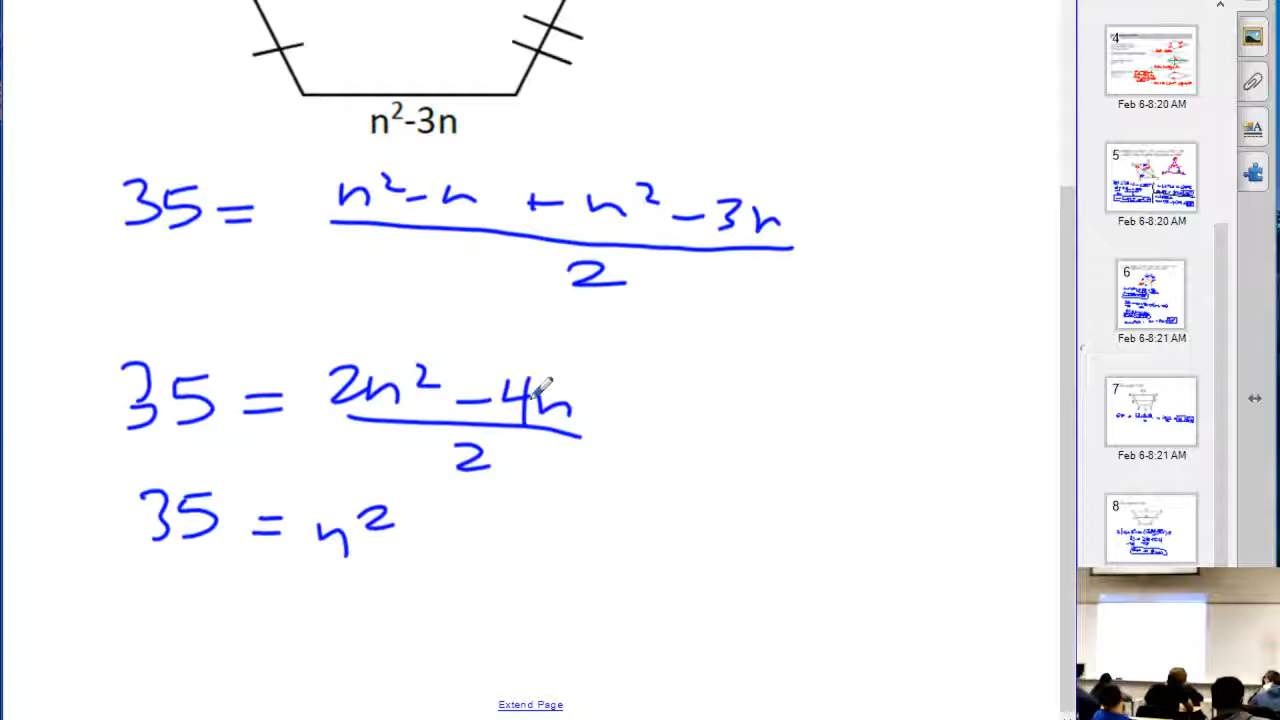 n²-3n
35 = n² - n + n² - 3n
2
35 = 2n² - 4n
2
35 = n²
Extend Page
4
Feb 6-8:20 AM
5
Feb 6-8:20 AM
6
Feb 6-8:21 AM
7
Feb 6-8:21 AM
8